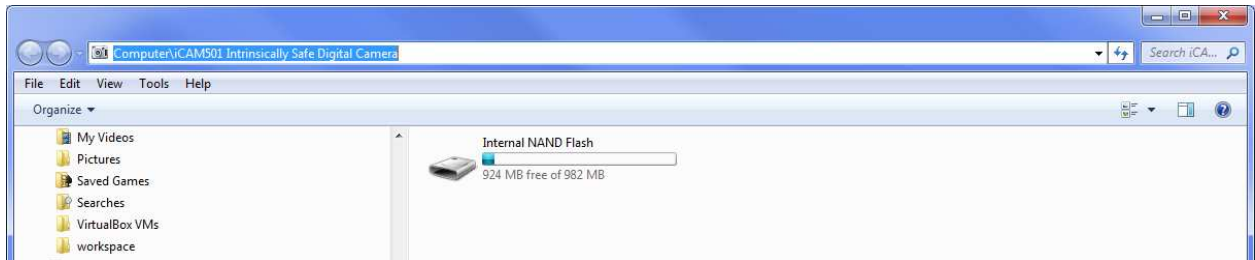 Computer\iCAM501 Intrinsically Safe Digital Camera
Search iCA...
File Edit View Tools Help
Organize
My Videos
Pictures
Saved Games
Searches
VirtualBox VMs
workspace
Internal NAND Flash
924 MB free of 982 MB